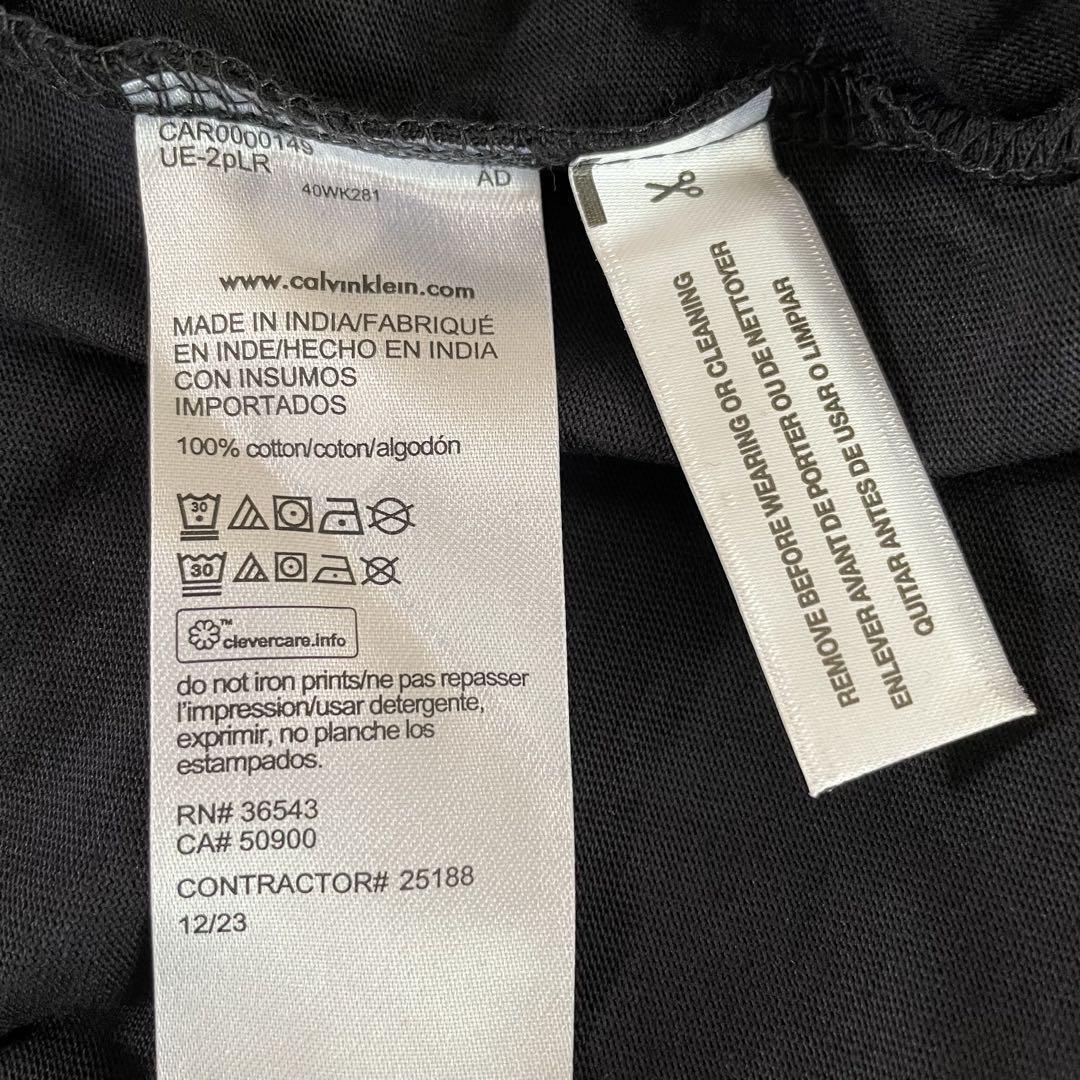 CAR0000149
UE-2pLR
AD
40WK281
www.calvinklein.com
MADE IN INDIA/FABRIQUÉ
EN INDE/HECHO EN INDIA
CON INSUMOS
IMPORTADOS
100% cotton/coton/algodón
30
30
™
clevercare.info
do not iron prints/ne pas repasser
l'impression/usar detergente,
exprimir, no planche los
estampados.
RN# 36543
CA# 50900
CONTRACTOR# 25188
12/23
REMOVE BEFORE WEARING OR CLEANING
ENLEVER AVANT DE PORTER OU DE NETTOYER
QUITAR ANTES DE USAR O LIMPIAR